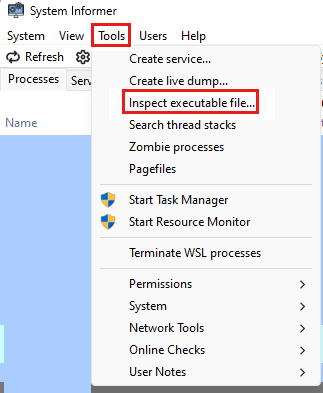 System Informer
System View Tools Users Help
Refresh
Processes
Name
Create service...
Create live dump...
Inspect executable file...
Search thread stacks
Zombie processes
Pagefiles
Start Task Manager
Start Resource Monitor
Terminate WSL processes
Permissions
System
Network Tools
Online Checks
User Notes